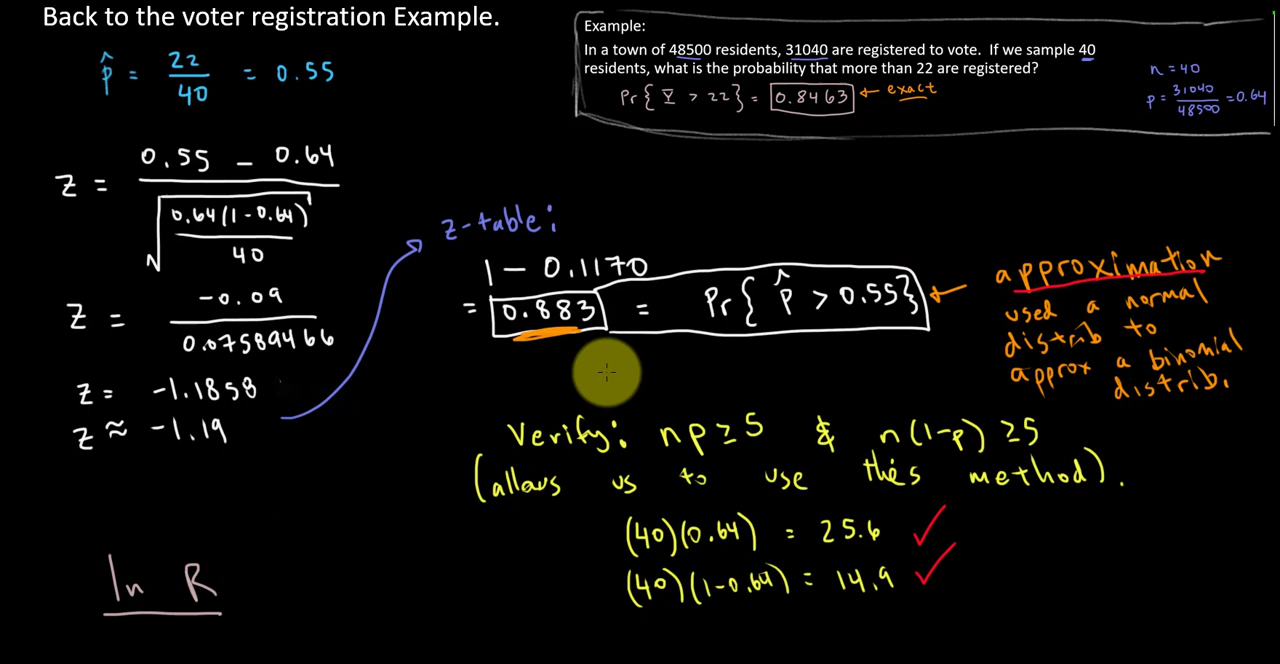 Back to the voter registration Example.
p̂ = 22/40 = 0.55
Example:
In a town of 48500 residents, 31040 are registered to vote. If we sample 40
residents, what is the probability that more than 22 are registered?
Pr{Y > 22} = 0.8463 ← exact
n = 40
p = 31040/48500 = 0.64
z = (0.55 − 0.64)/√(0.64(1-0.64)/40)
z = -0.09/0.07589466
z = -1.1858
z ≈ -1.19
z-table:
1 − 0.1170
= 0.883 = Pr{p̂ > 0.55} ←
approximation
used a normal
distrib to
approx a binomial
distrib.
Verify: np ≥ 5 & n(1-p) ≥ 5
(allows us to use this method).
(40)(0.64) = 25.6 ✓
(40)(1-0.64) = 14.9 ✓
In R